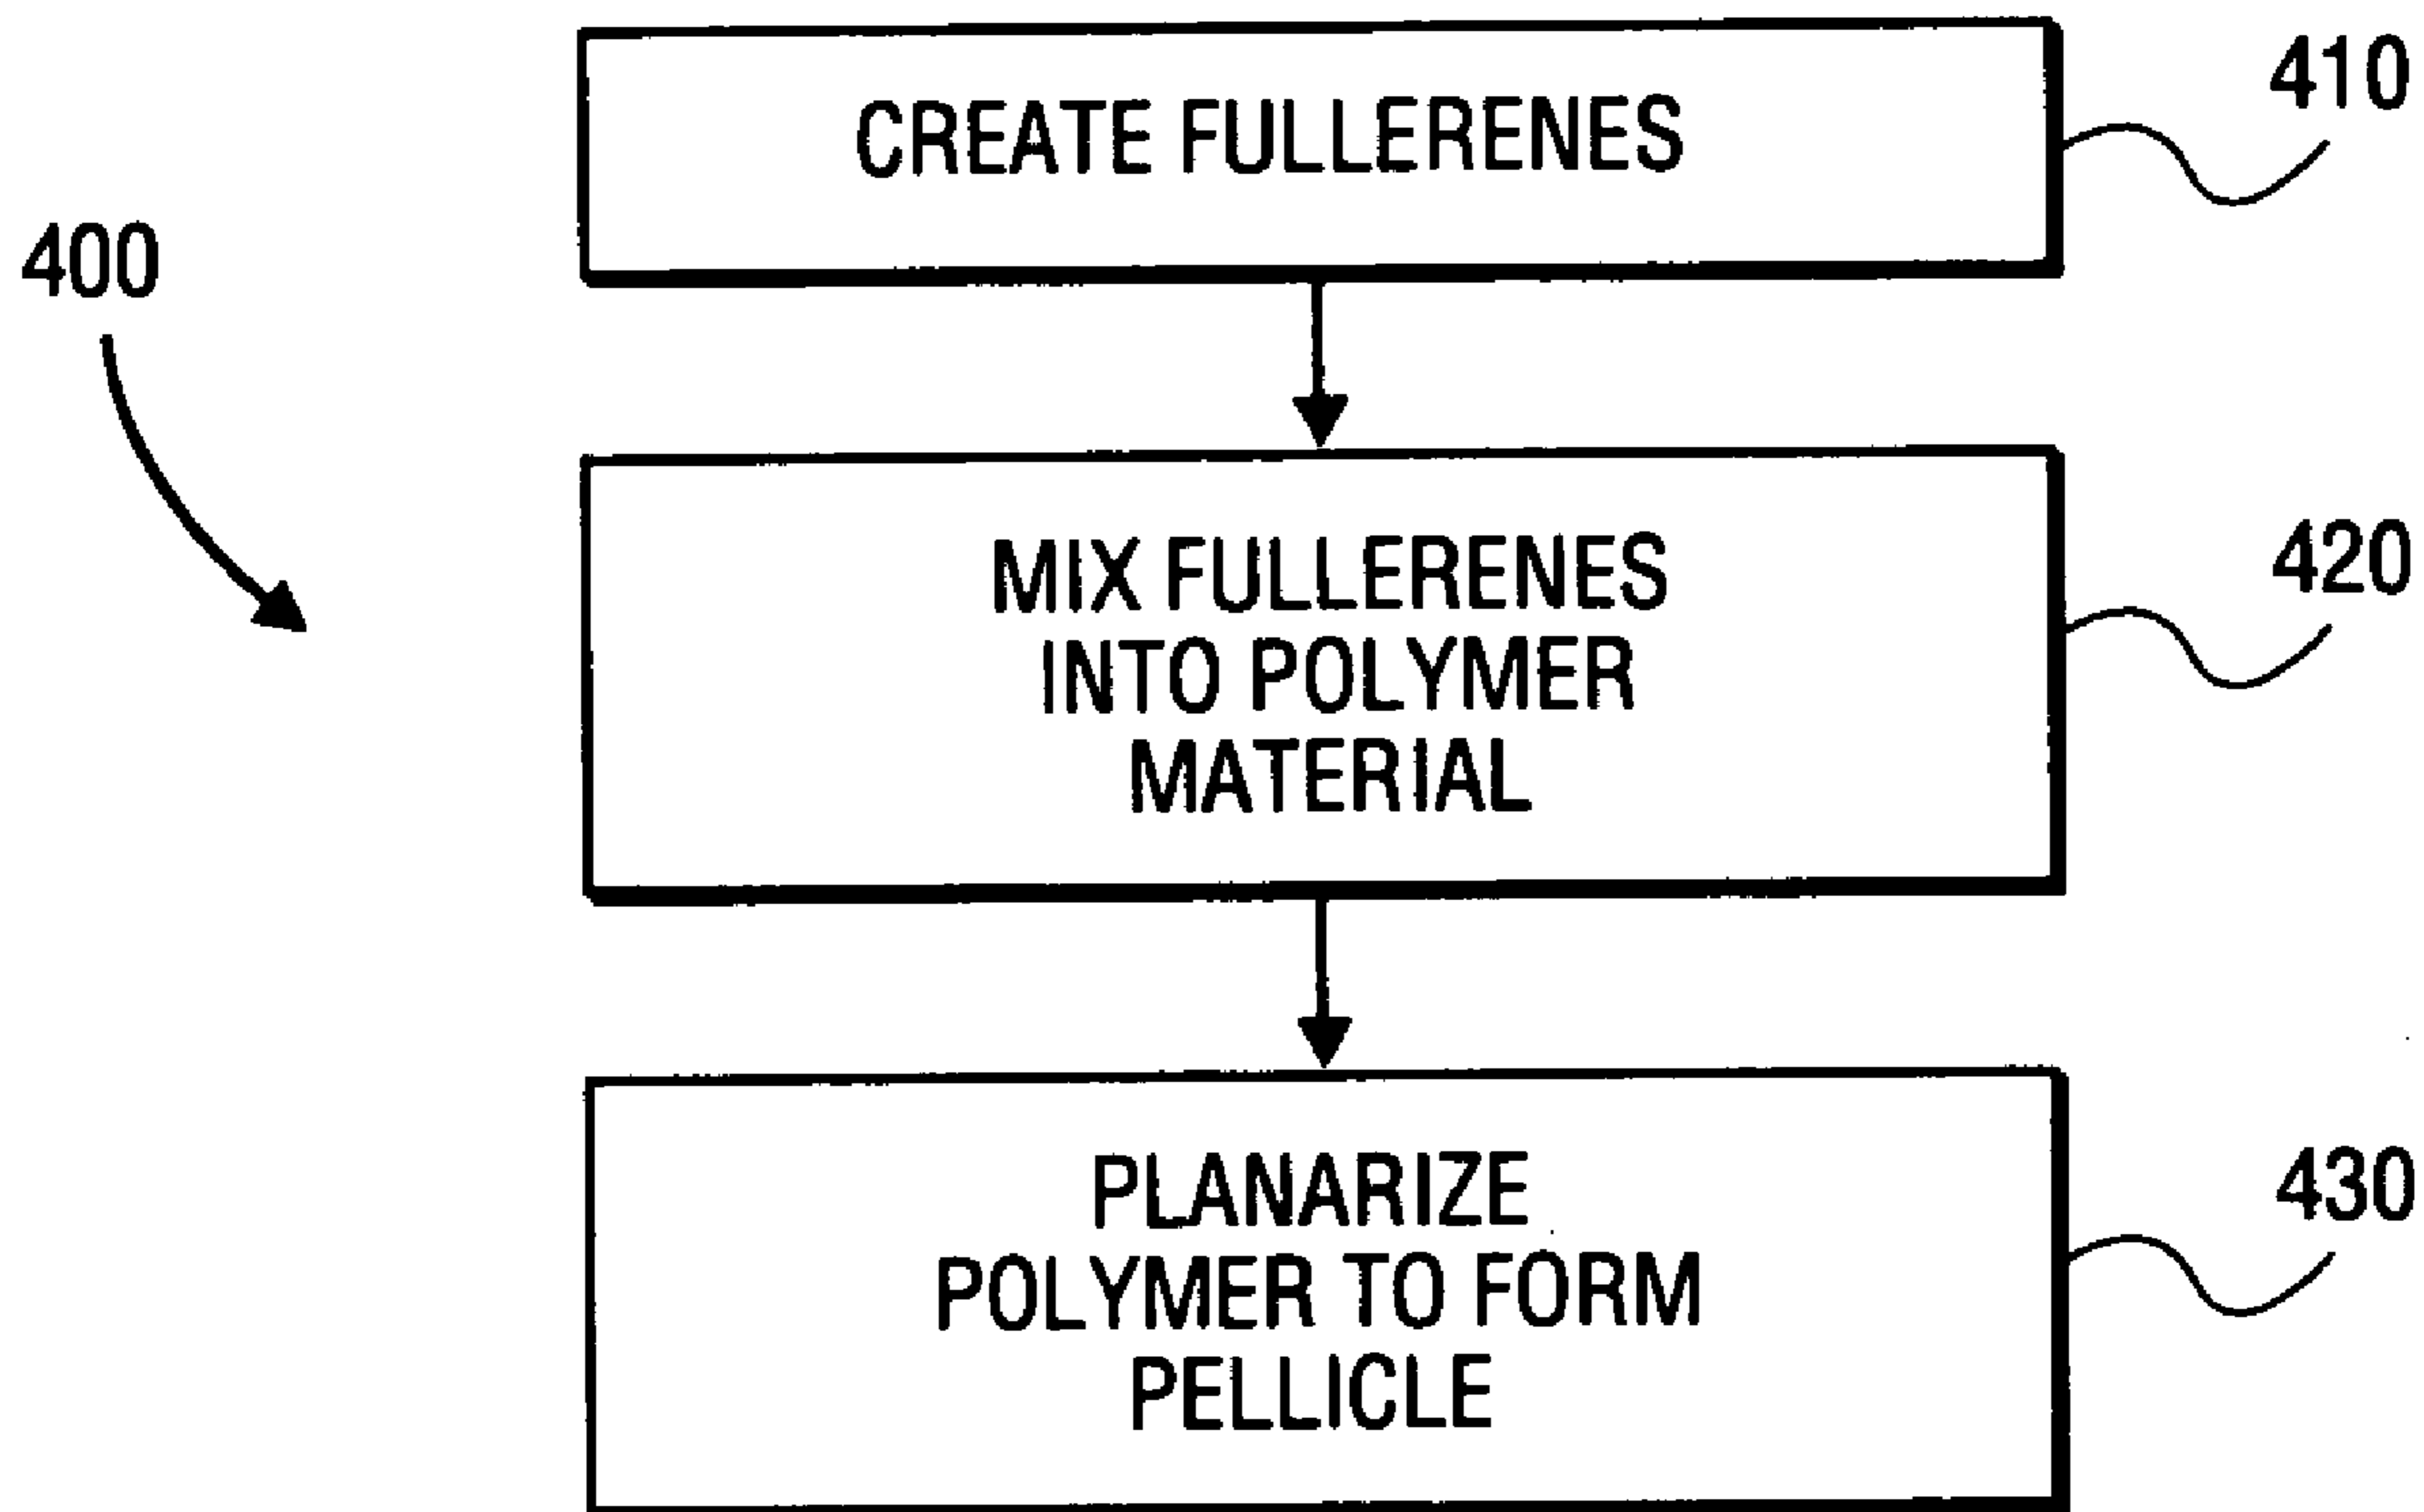 CREATE FULLERENES
410
400
MIX FULLERENES
INTO POLYMER
MATERIAL
420
PLANARIZE
POLYMER TO FORM
PELLICLE
430